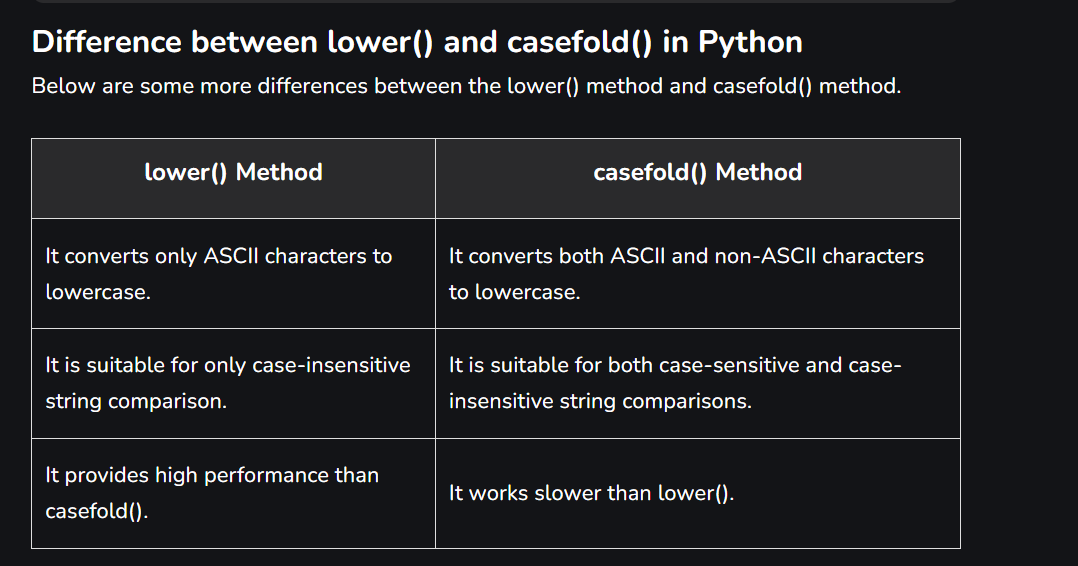 Difference between lower() and casefold() in Python
Below are some more differences between the lower() method and casefold() method.
lower() Method
casefold() Method
It converts only ASCII characters to
lowercase.
It converts both ASCII and non-ASCII characters
to lowercase.
It is suitable for only case-insensitive
string comparison.
It is suitable for both case-sensitive and case-
insensitive string comparisons.
It provides high performance than
casefold().
It works slower than lower().